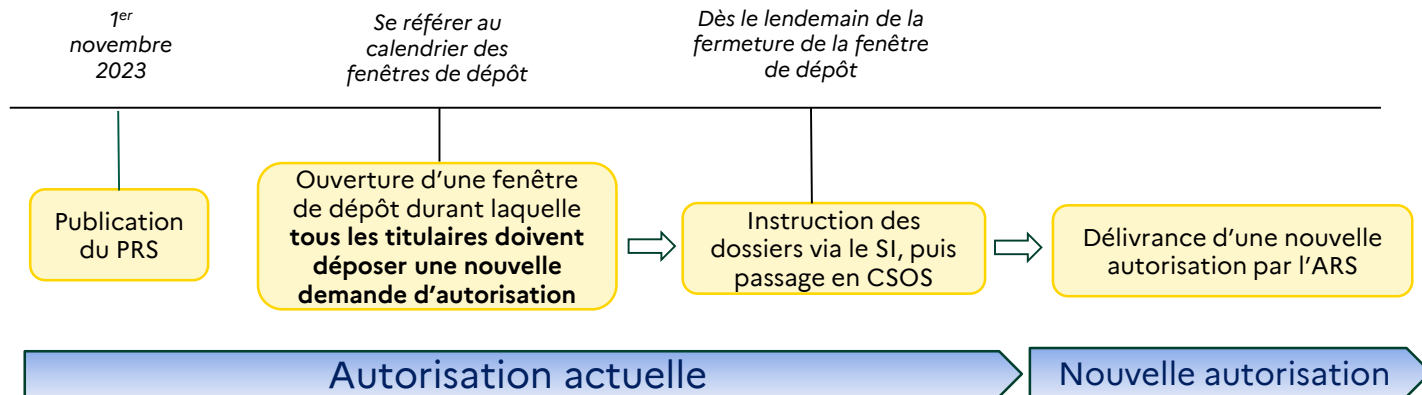 1er
novembre
2023
Se référer au
calendrier des
fenêtres de dépôt
Dès le lendemain de la
fermeture de la fenêtre
de dépôt
Publication
du PRS
Ouverture d’une fenêtre
de dépôt durant laquelle
tous les titulaires doivent
déposer une nouvelle
demande d’autorisation
Instruction des
dossiers via le SI, puis
passage en CSOS
Délivrance d’une nouvelle
autorisation par l’ARS
Autorisation actuelle
Nouvelle autorisation